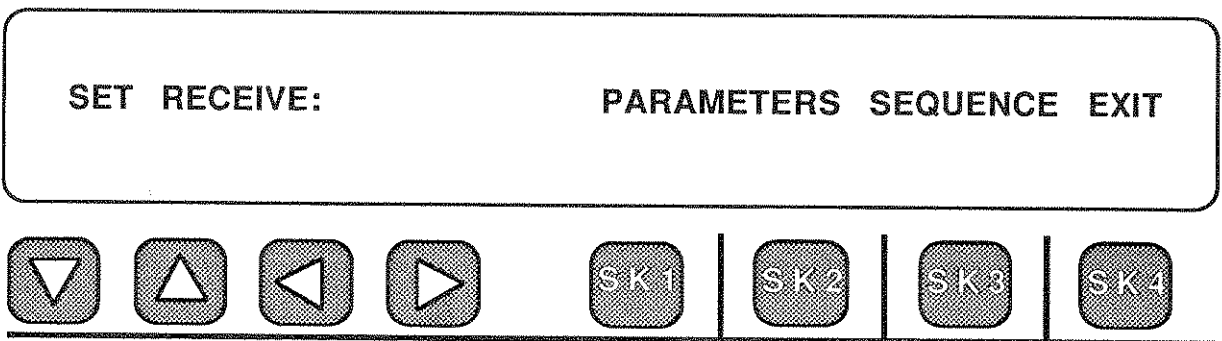 SET RECEIVE: PARAMETERS SEQUENCE EXIT
SK1 SK2 SK3 SK4